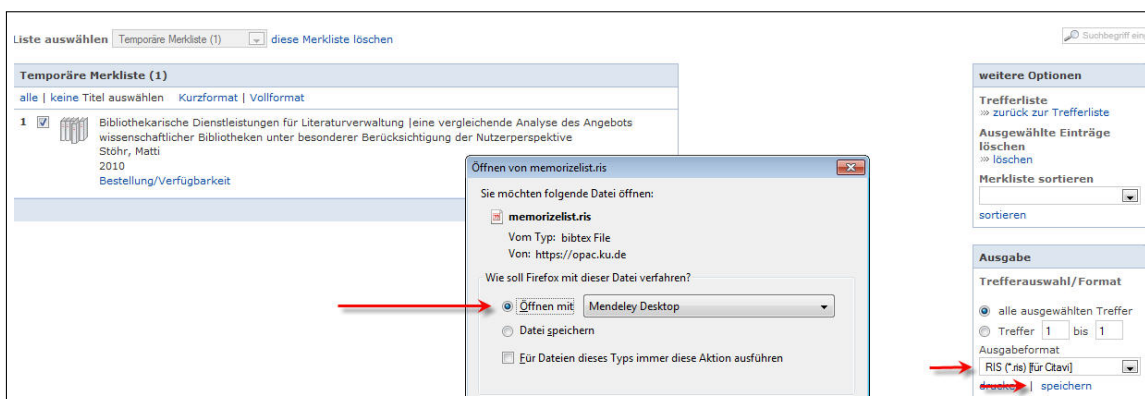 Liste auswählen Temporäre Merkliste (1) diese Merkliste löschen
Suchbegriff ein
Temporäre Merkliste (1)
alle | keine Titel auswählen Kurzformat | Vollformat
1 Bibliothekarische Dienstleistungen für Literaturverwaltung |eine vergleichende Analyse des Angebots
wissenschaftlicher Bibliotheken unter besonderer Berücksichtigung der Nutzerperspektive
Stöhr, Matti
2010
Bestellung/Verfügbarkeit
Öffnen von memorizelist.ris
Sie möchten folgende Datei öffnen:
memorizelist.ris
Vom Typ: bibtex File
Von: https://opac.ku.de
Wie soll Firefox mit dieser Datei verfahren?
Öffnen mit Mendeley Desktop
Datei speichern
Für Dateien dieses Typs immer diese Aktion ausführen
weitere Optionen
Trefferliste
»» zurück zur Trefferliste
Ausgewählte Einträge
löschen
»» löschen
Merkliste sortieren
sortieren
Ausgabe
Trefferauswahl/Format
alle ausgewählten Treffer
Treffer 1 bis 1
Ausgabeformat
RIS (*.ris) [für Citavi]
| speichern